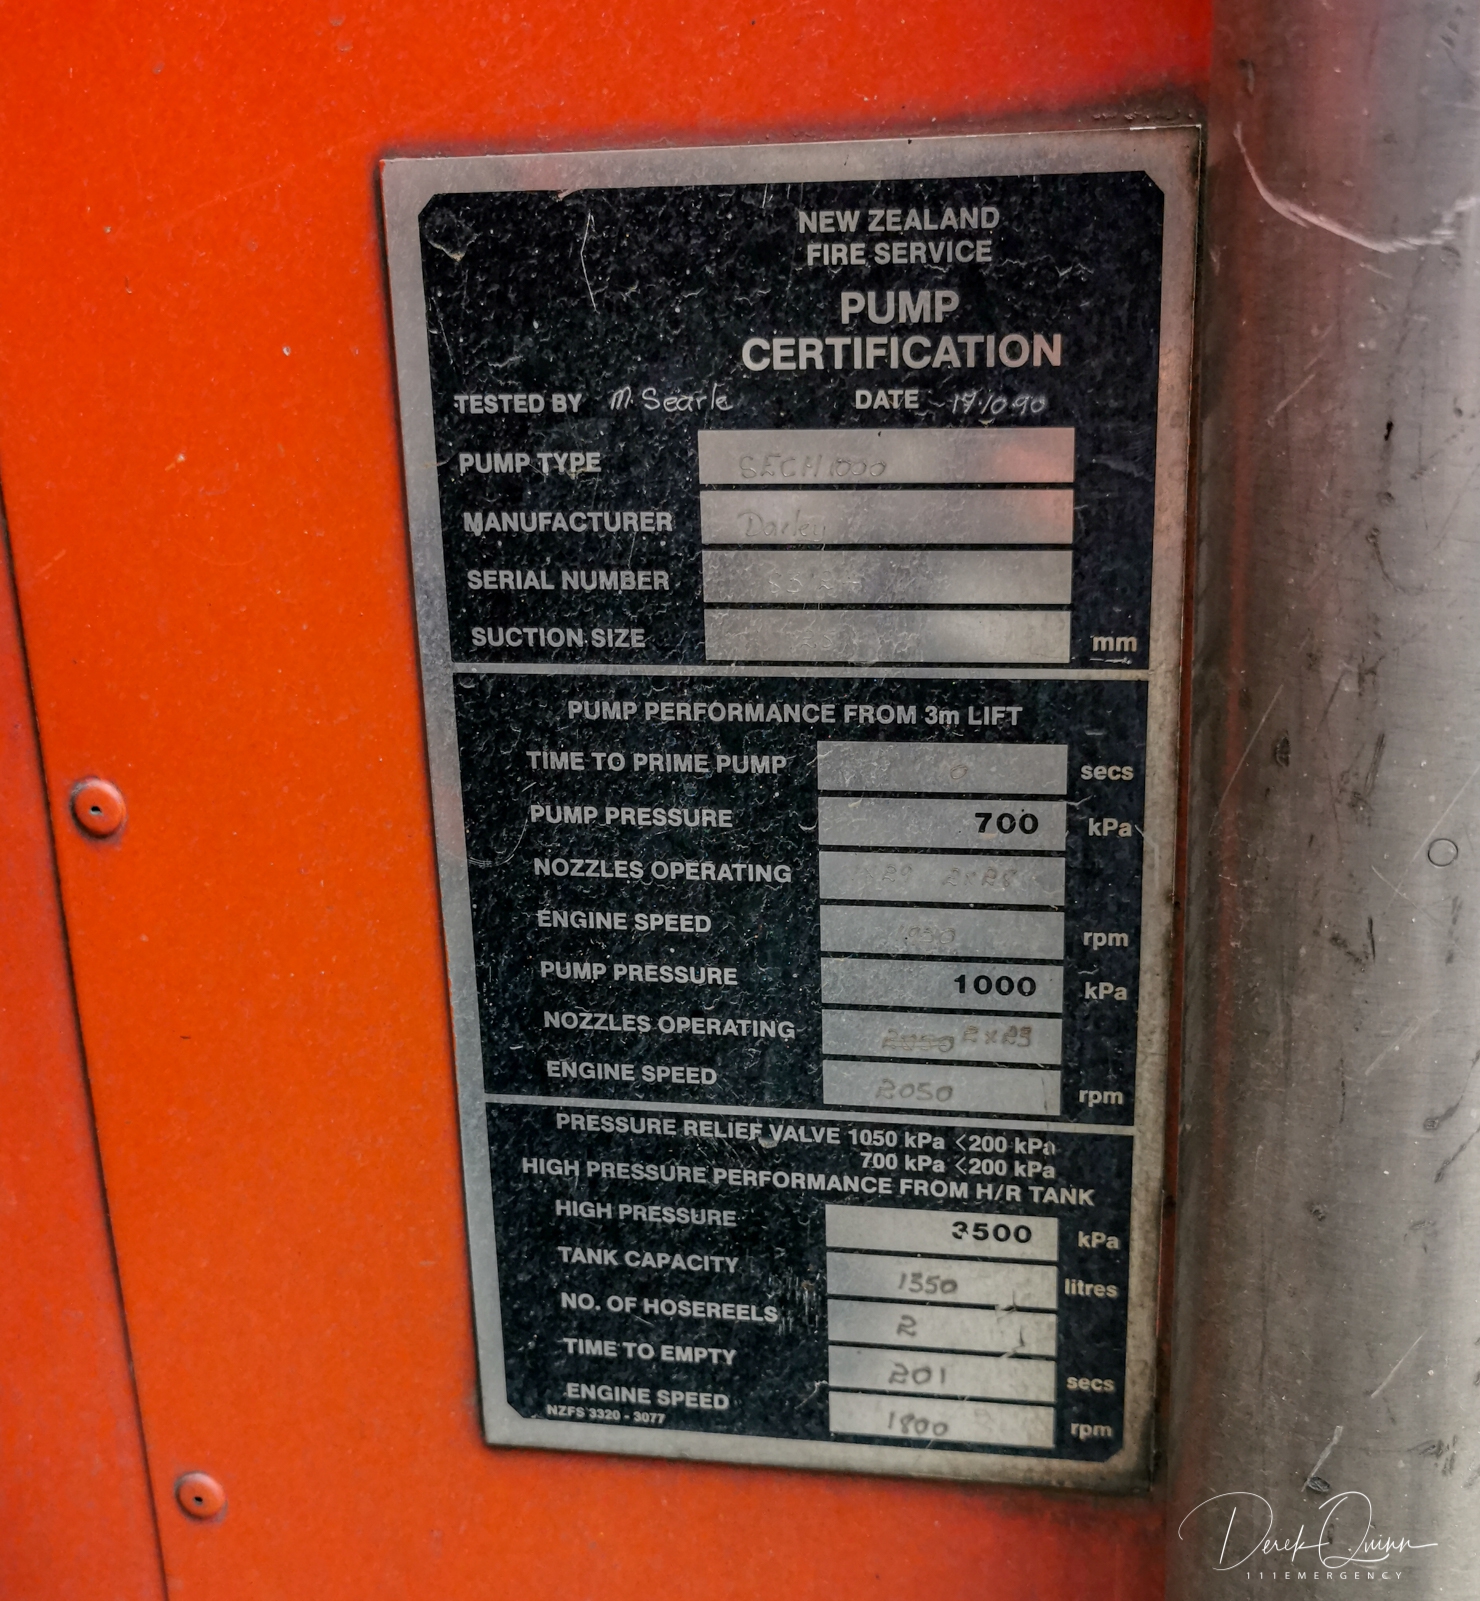 NEW ZEALAND
FIRE SERVICE
PUMP
CERTIFICATION
TESTED BY M. Searle DATE 17.10.90
PUMP TYPE 1000
MANUFACTURER Darley
SERIAL NUMBER
SUCTION SIZE mm
PUMP PERFORMANCE FROM 3m LIFT
TIME TO PRIME PUMP secs
PUMP PRESSURE 700 kPa
NOZZLES OPERATING
ENGINE SPEED rpm
PUMP PRESSURE 1000 kPa
NOZZLES OPERATING
ENGINE SPEED 2050 rpm
PRESSURE RELIEF VALVE 1050 kPa <200 kPa
700 kPa <200 kPa
HIGH PRESSURE PERFORMANCE FROM H/R TANK
HIGH PRESSURE 3500 kPa
TANK CAPACITY 1350 litres
NO. OF HOSEREELS 2
TIME TO EMPTY 201 secs
ENGINE SPEED 1800 rpm
NZFS 3320 - 3077
Derek Quinn
111EMERGENCY